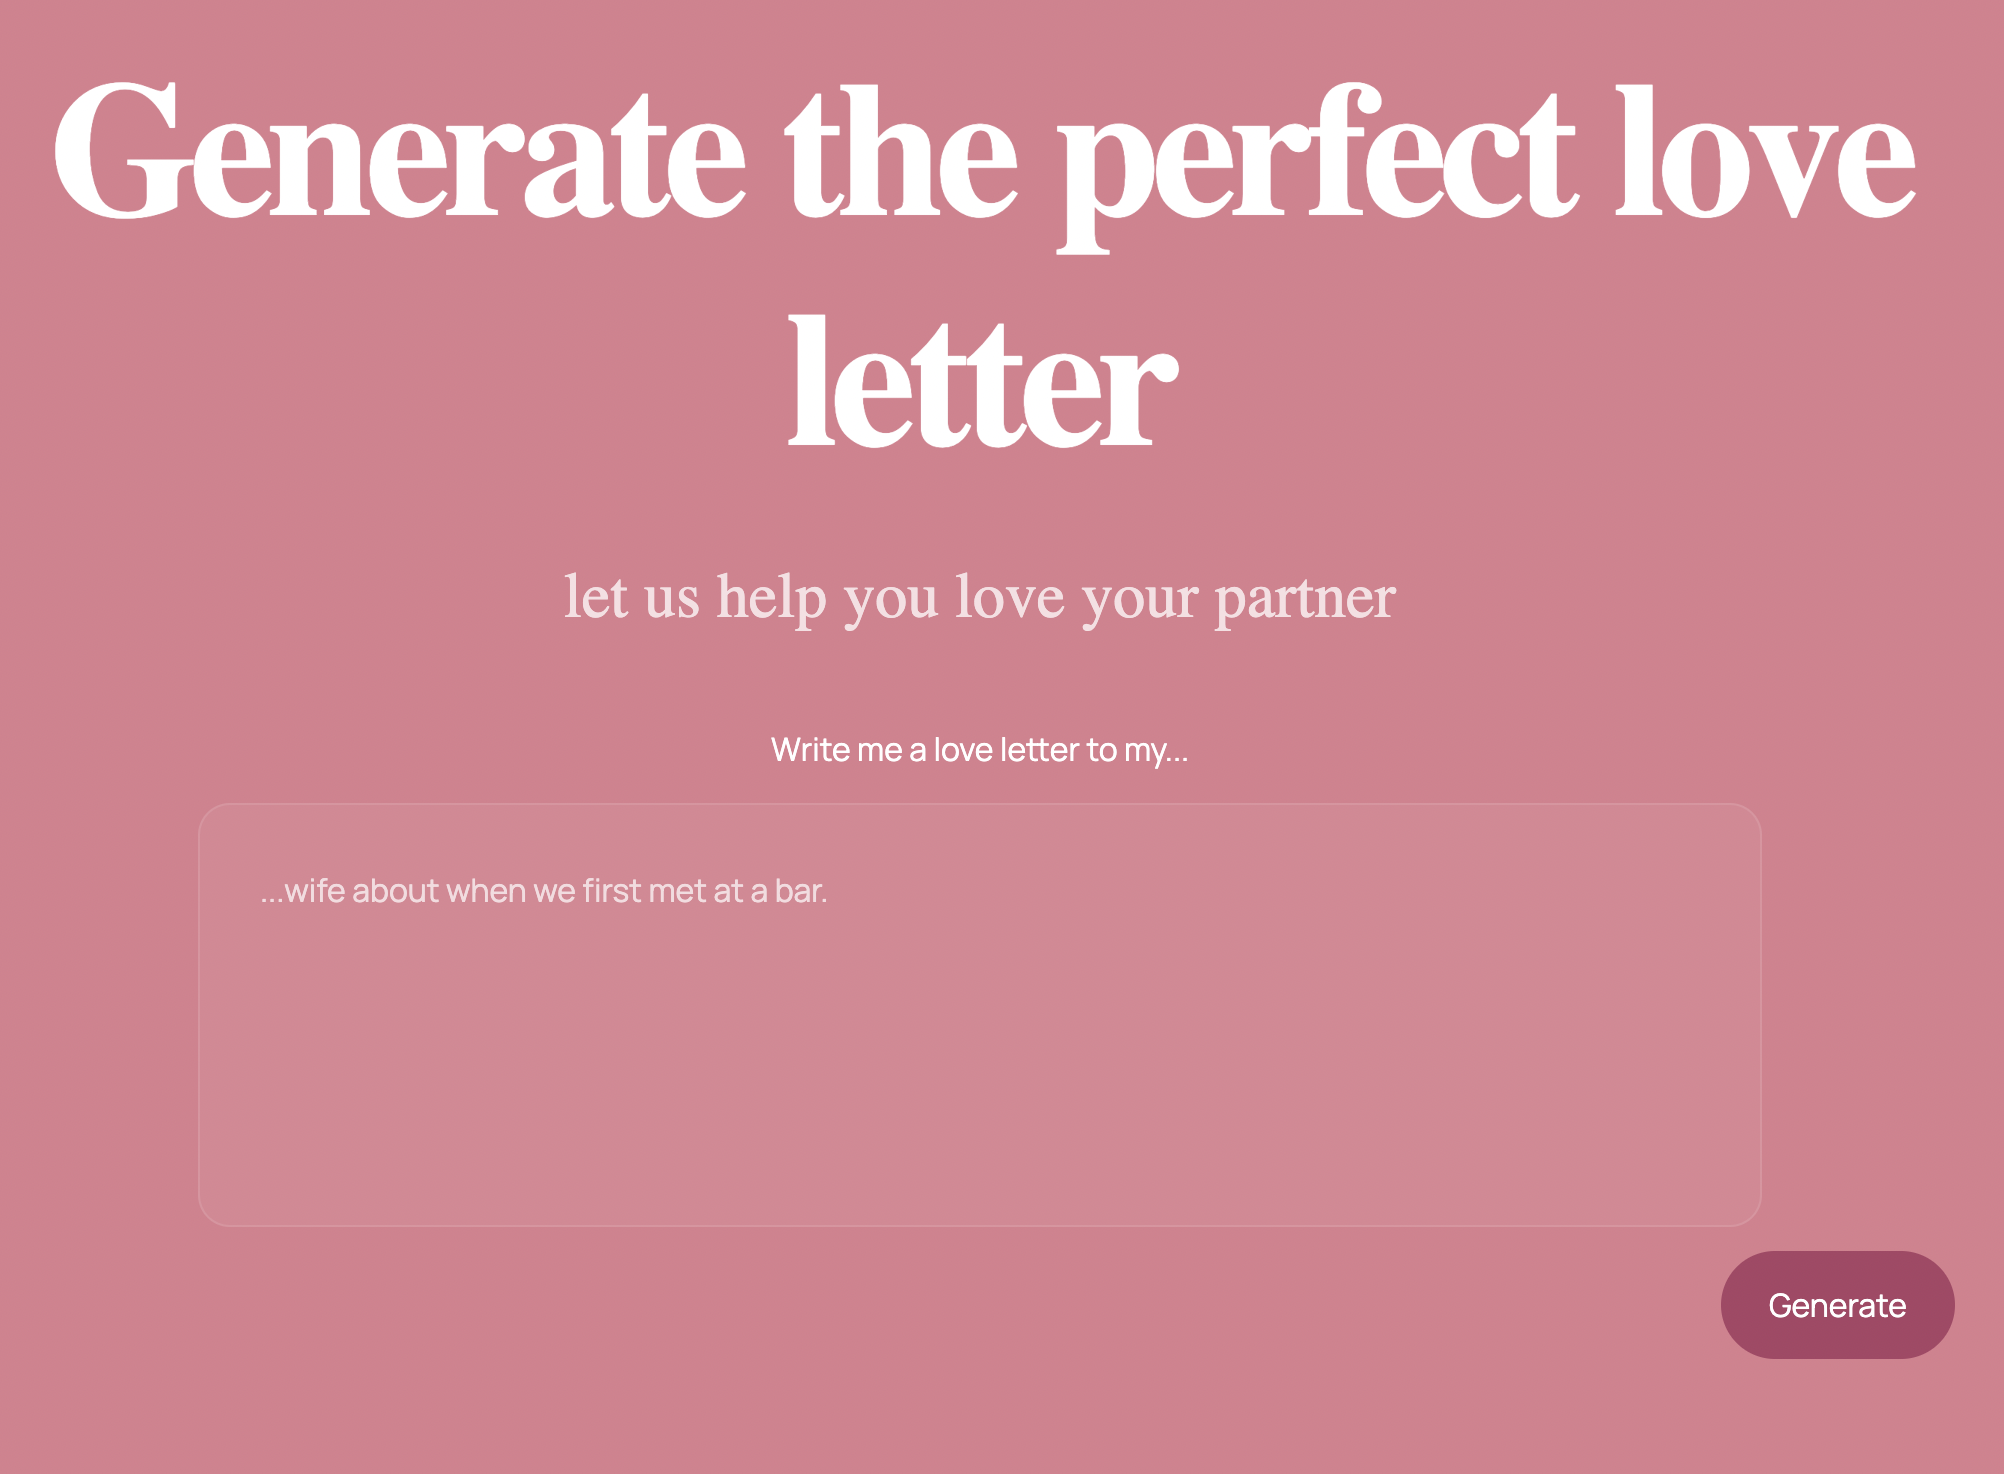 Generate the perfect love
letter
let us help you love your partner
Write me a love letter to my...
...wife about when we first met at a bar.
Generate